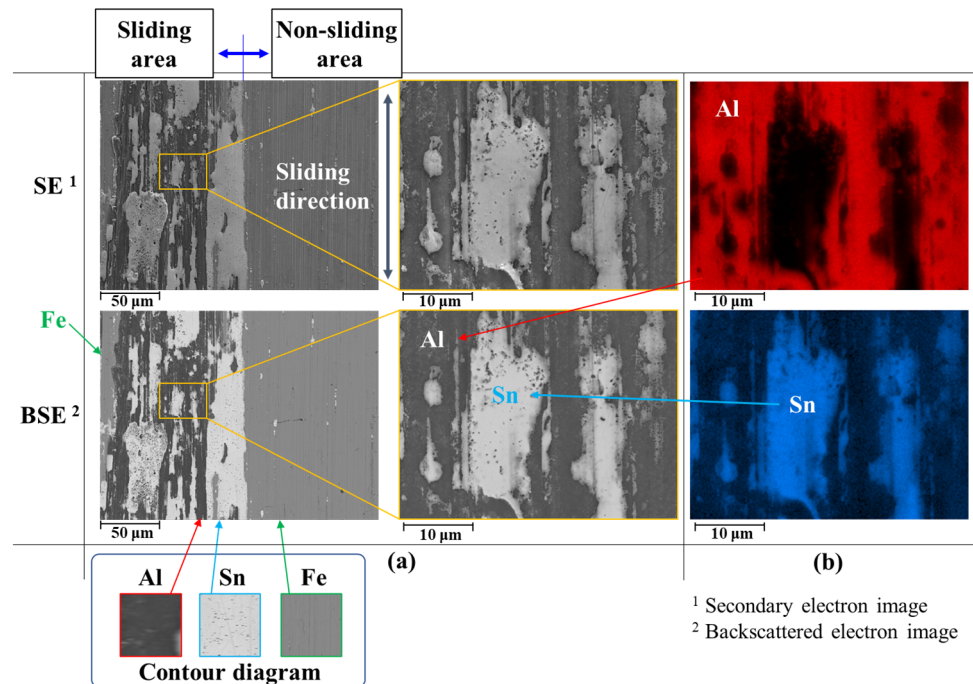 Sliding
area
Non-sliding
area
SE 1
Sliding
direction
Al
50 μm
10 μm
10 μm
Fe
BSE 2
Al
Sn
Sn
50 μm
10 μm
10 μm
(a)
(b)
Al
Sn
Fe
Contour diagram
1 Secondary electron image
2 Backscattered electron image